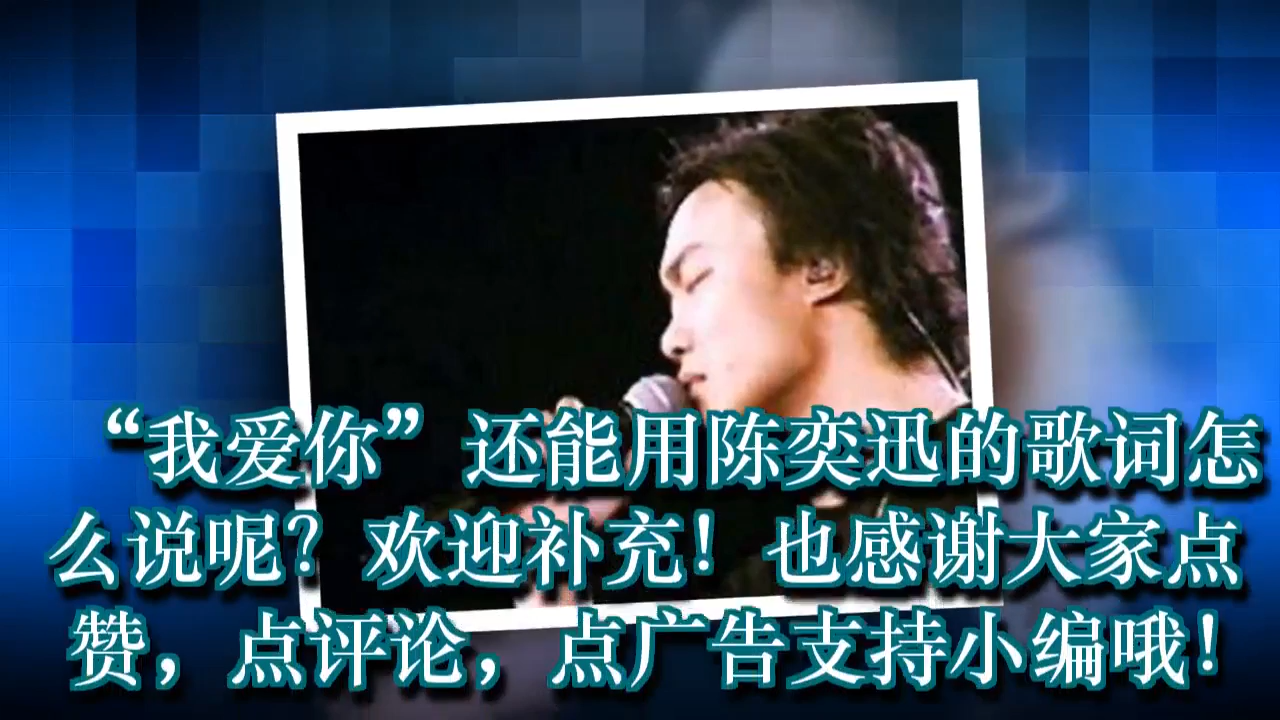 “我爱你”还能用陈奕迅的歌词怎
么说呢？欢迎补充！也感谢大家点
赞，点评论，点广告支持小编哦！